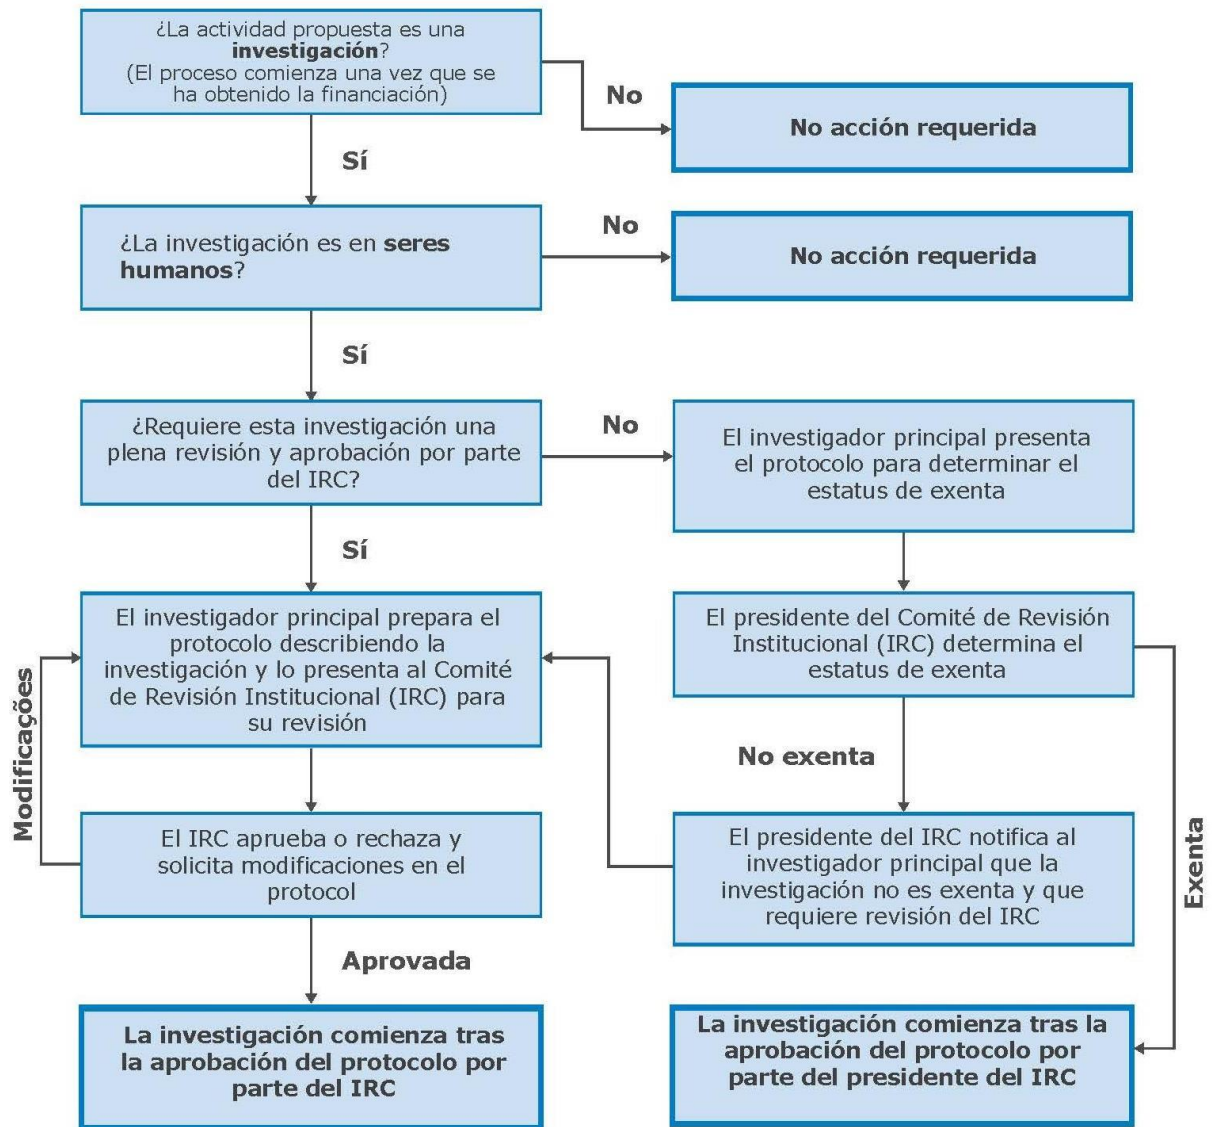 ¿La actividad propuesta es una
investigación?
(El proceso comienza una vez que se
ha obtenido la financiación)
No
No acción requerida
Sí
¿La investigación es en seres
humanos?
No
No acción requerida
Sí
¿Requiere esta investigación una
plena revisión y aprobación por parte
del IRC?
No
El investigador principal presenta
el protocolo para determinar el
estatus de exenta
Sí
El investigador principal prepara el
protocolo describiendo la
investigación y lo presenta al Comité
de Revisión Institucional (IRC) para
su revisión
El presidente del Comité de Revisión
Institucional (IRC) determina el
estatus de exenta
Modificações
No exenta
Exenta
El IRC aprueba o rechaza y
solicita modificaciones en el
protocol
El presidente del IRC notifica al
investigador principal que la
investigación no es exenta y que
requiere revisión del IRC
Aprovada
La investigación comienza tras
la aprobación del protocolo por
parte del IRC
La investigación comienza tras la
aprobación del protocolo por
parte del presidente del IRC